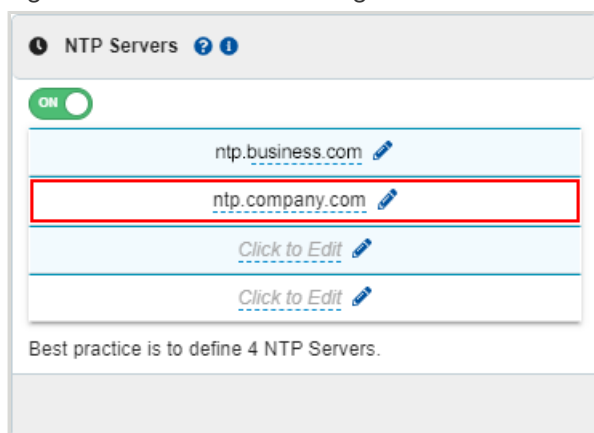 NTP Servers
ON
ntp.business.com
ntp.company.com
Click to Edit
Click to Edit
Best practice is to define 4 NTP Servers.